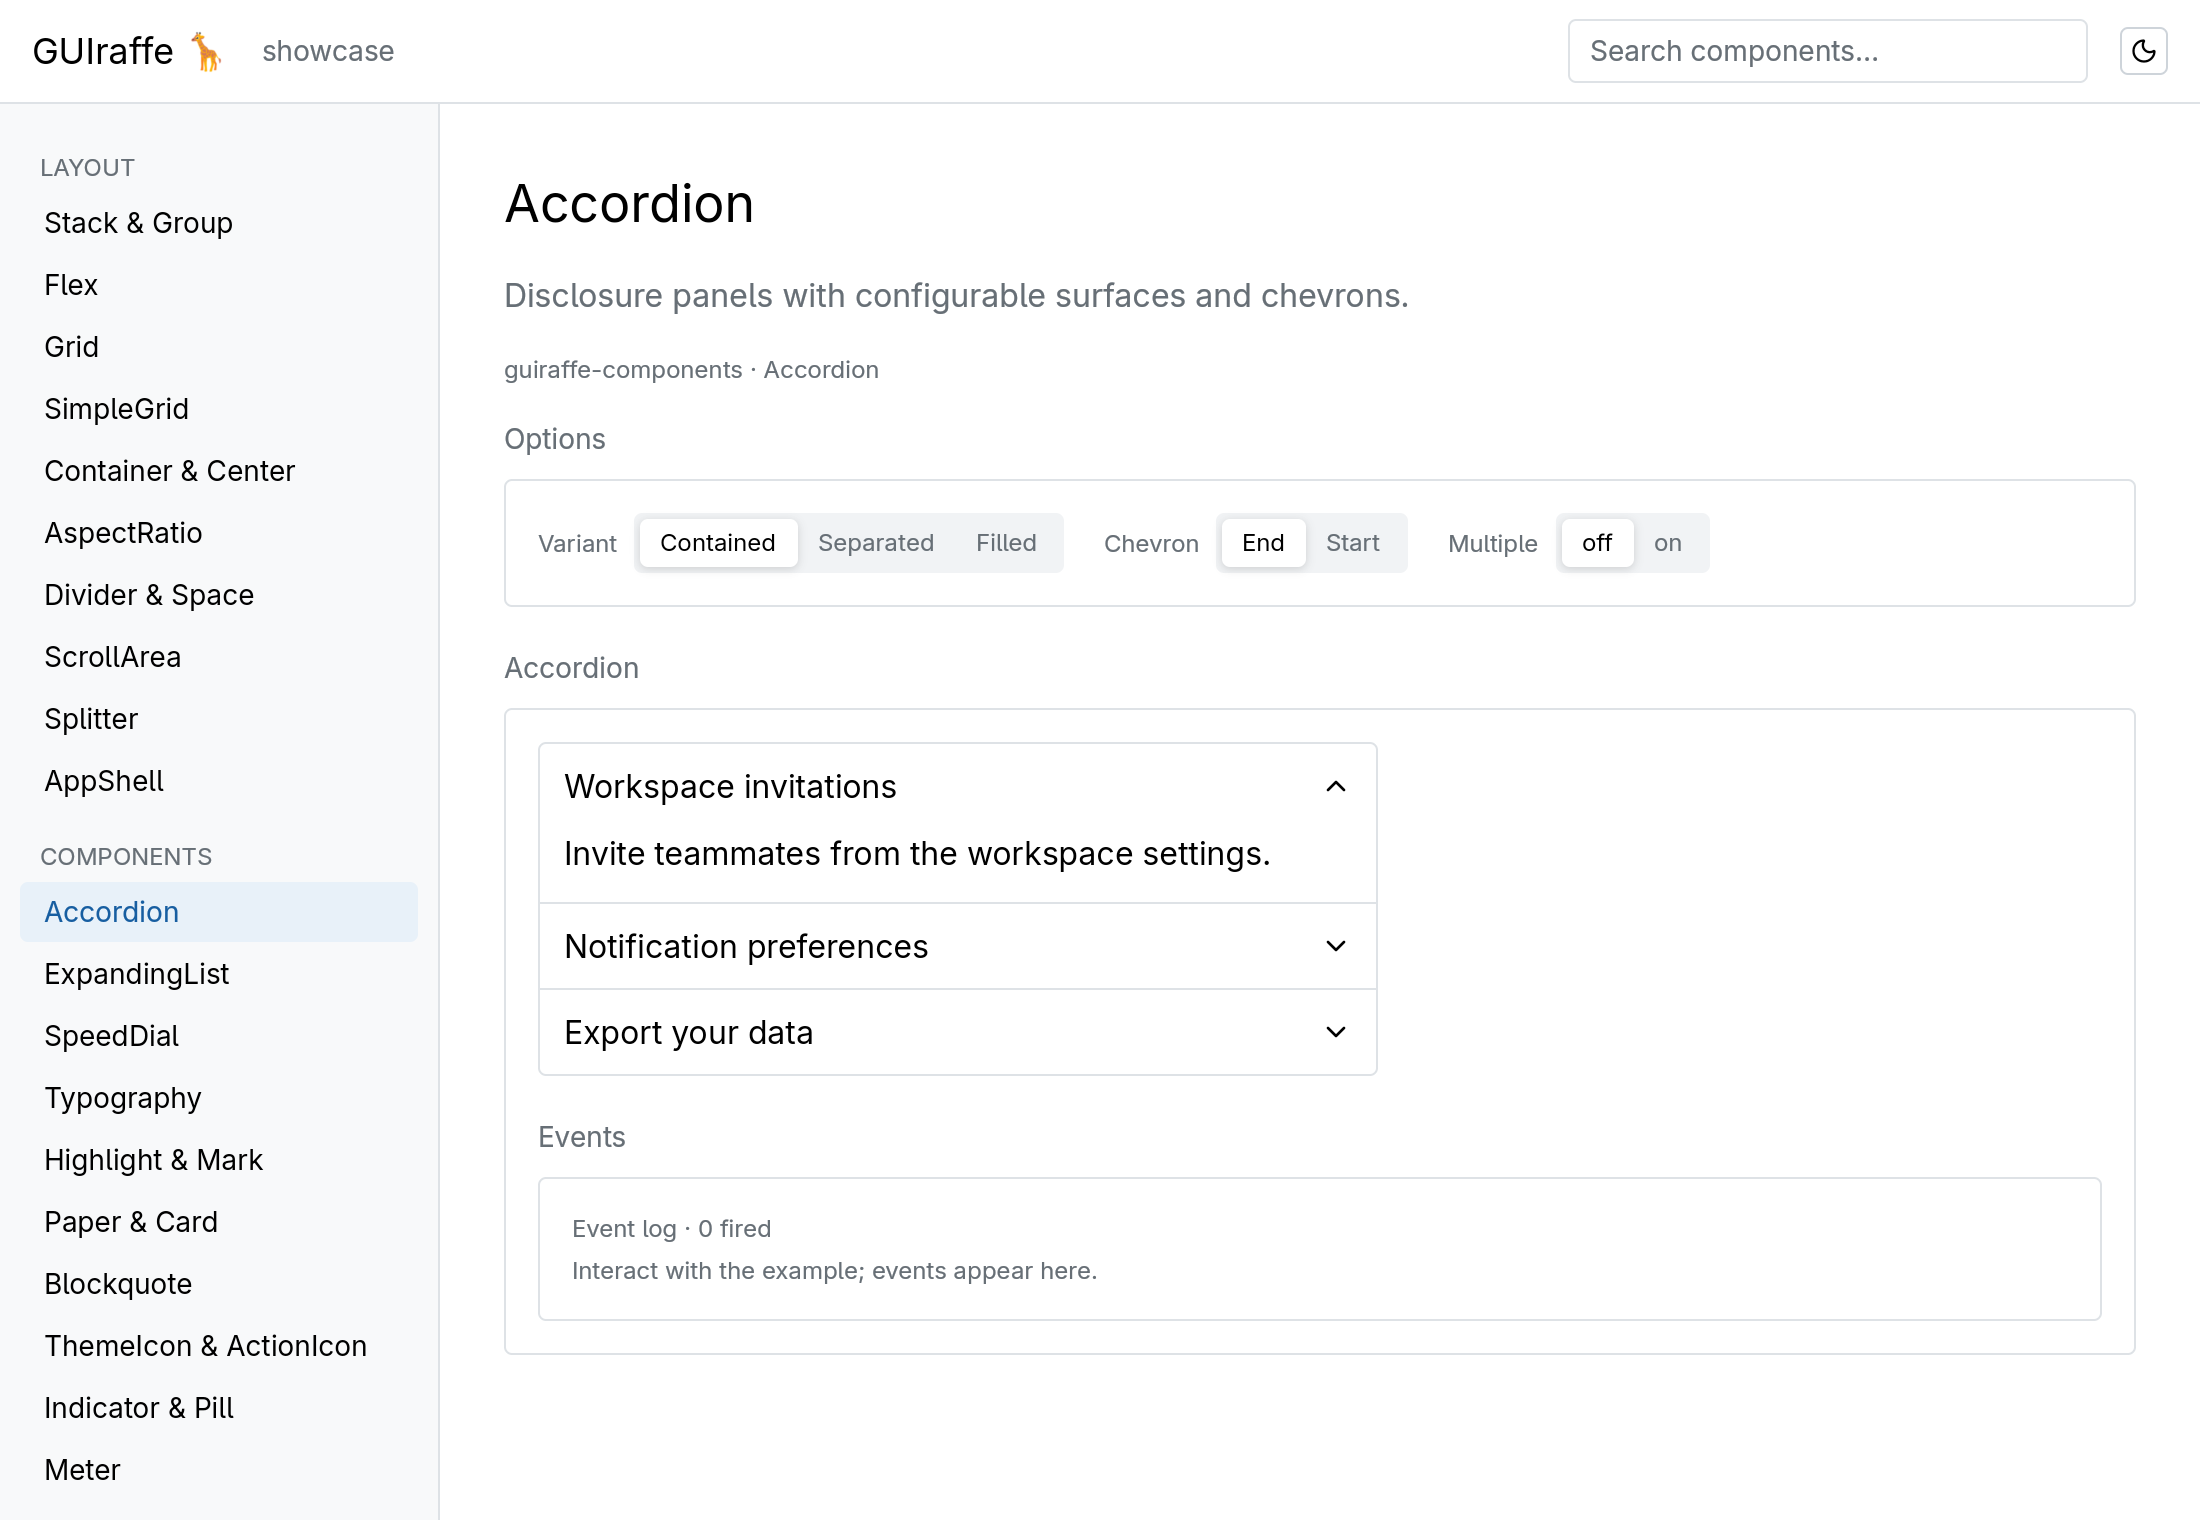 GUIraffe 🦒 showcase
Search components...
LAYOUT
Stack & Group
Flex
Grid
SimpleGrid
Container & Center
AspectRatio
Divider & Space
ScrollArea
Splitter
AppShell
COMPONENTS
Accordion
ExpandingList
SpeedDial
Typography
Highlight & Mark
Paper & Card
Blockquote
ThemeIcon & ActionIcon
Indicator & Pill
Meter
Accordion
Disclosure panels with configurable surfaces and chevrons.
guiraffe-components · Accordion
Options
Variant Contained Separated Filled Chevron End Start Multiple off on
Accordion
Workspace invitations
Invite teammates from the workspace settings.
Notification preferences
Export your data
Events
Event log · 0 fired
Interact with the example; events appear here.